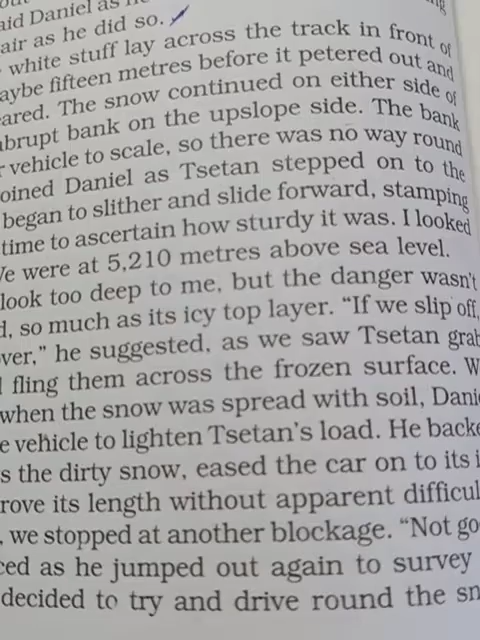 aid Daniel as
air as he did so.
white stuff lay across the track in front of
aybe fifteen metres before it petered out and
ared. The snow continued on either side of
abrupt bank on the upslope side. The bank
r vehicle to scale, so there was no way round
oined Daniel as Tsetan stepped on to the
began to slither and slide forward, stamping
time to ascertain how sturdy it was. I looked
We were at 5,210 metres above sea level.
look too deep to me, but the danger wasn't
d, so much as its icy top layer. “If we slip off,
over,” he suggested, as we saw Tsetan grab
fling them across the frozen surface. W
when the snow was spread with soil, Danie
e vehicle to lighten Tsetan's load. He backe
s the dirty snow, eased the car on to its i
rove its length without apparent difficul
, we stopped at another blockage. “Not go
ced as he jumped out again to survey
decided to try and drive round the sn